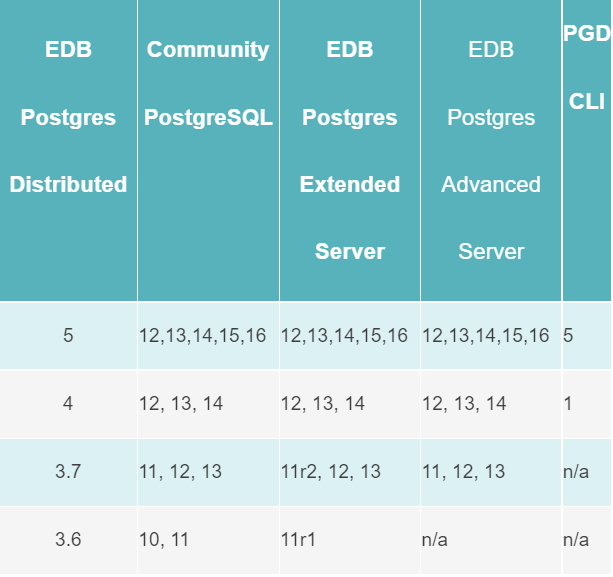 EDB Postgres Distributed
Community PostgreSQL
EDB Postgres Extended Server
EDB Postgres Advanced Server
PGD CLI
5 12,13,14,15,16 12,13,14,15,16 12,13,14,15,16 5
4 12, 13, 14 12, 13, 14 12, 13, 14 1
3.7 11, 12, 13 11r2, 12, 13 11, 12, 13 n/a
3.6 10, 11 11r1 n/a n/a